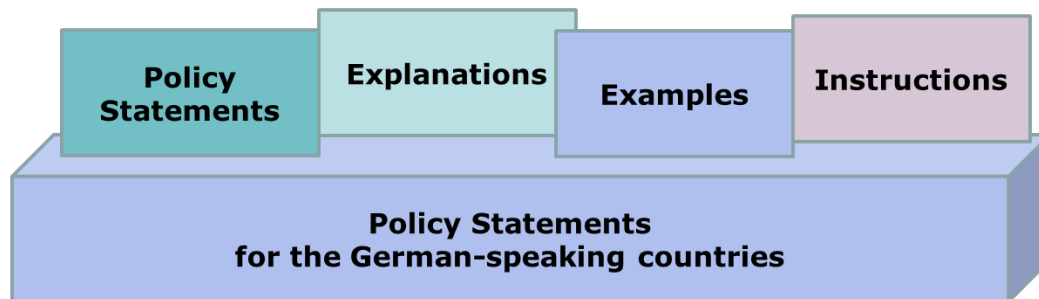 Policy
Statements
Explanations
Examples
Instructions
Policy Statements
for the German-speaking countries